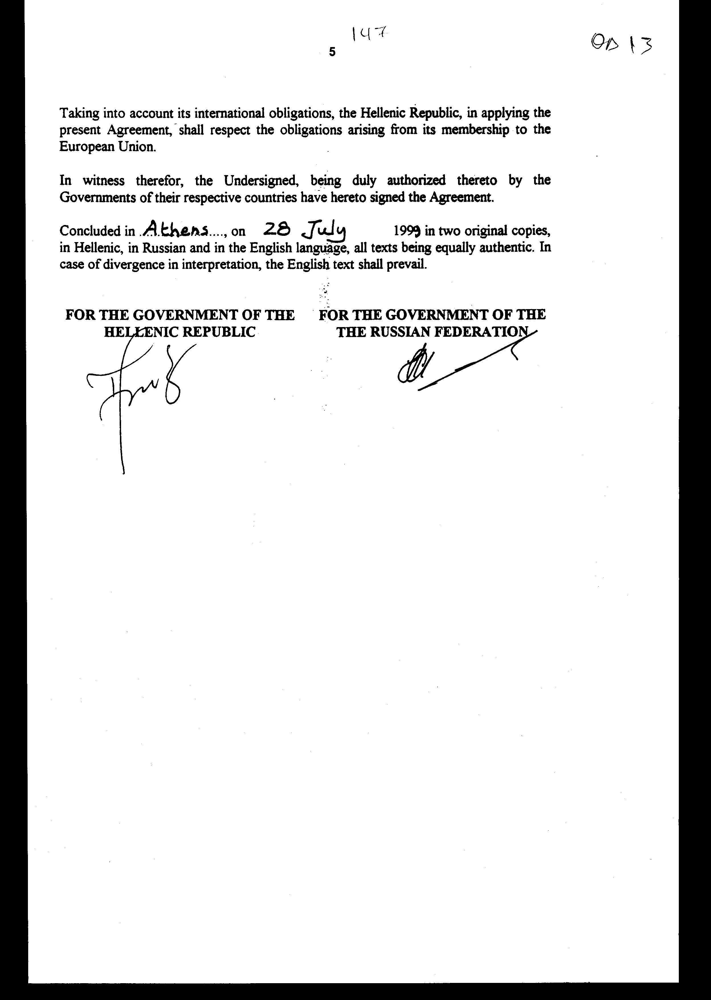 147
5
13
Taking into account its international obligations, the Hellenic Republic, in applying the
present Agreement, shall respect the obligations arising from its membership to the
European Union.
In witness therefor, the Undersigned, being duly authorized thereto by the
Governments of their respective countries have hereto signed the Agreement.
Concluded in .Athens...., on 28 July 1999 in two original copies,
in Hellenic, in Russian and in the English language, all texts being equally authentic. In
case of divergence in interpretation, the English text shall prevail.
FOR THE GOVERNMENT OF THE FOR THE GOVERNMENT OF THE
HELLENIC REPUBLIC THE RUSSIAN FEDERATION